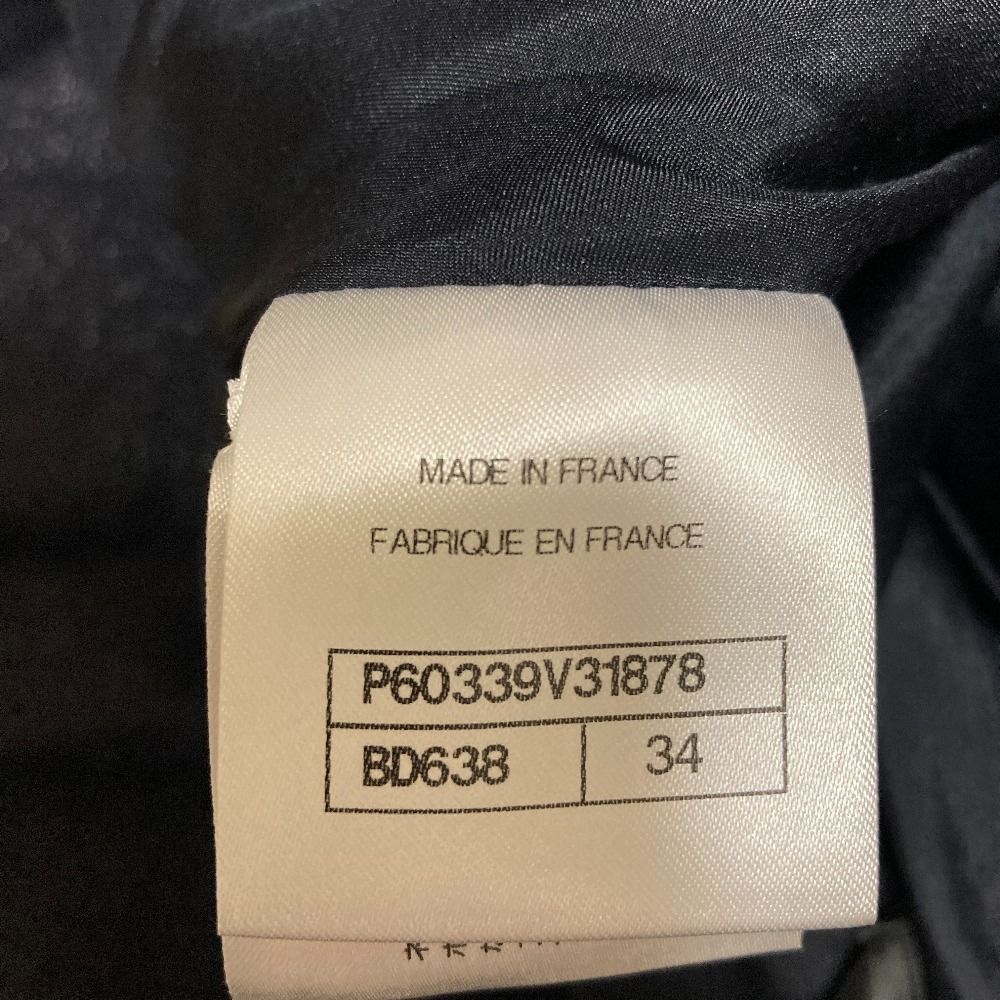 MADE IN FRANCE
FABRIQUE EN FRANCE
P60339V31878
BD638 34